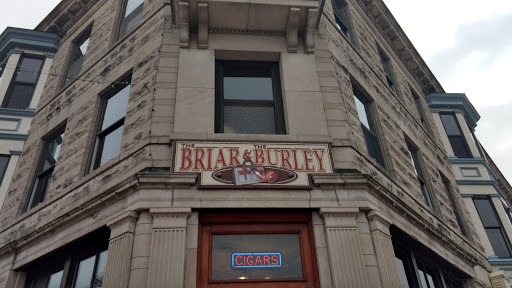 THE THE
BRIAR & BURLEY
CIGARS